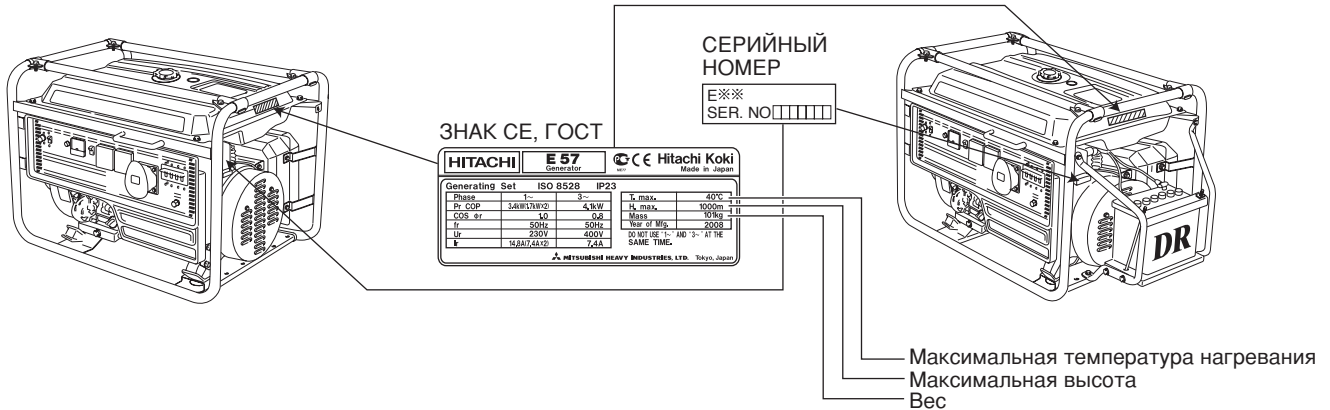 СЕРИЙНЫЙ
НОМЕР
E※※
SER. NO
ЗНАК CE, ГОСТ
HITACHI E 57 Generator CE Hitachi Koki
Made in Japan
Generating Set ISO 8528 IP23
Phase 1~ 3~
Pr COP 3,4kW(1,7kW×2) 4,1kW
COS φr 1,0 0,8
fr 50Hz 50Hz
Ur 230V 400V
Ir 14,8A(7,4A×2) 7,4A
T. max. 40°C
H. max. 1000m
Mass 101kg
Year of Mfg. 2008
DO NOT USE "1~" AND "3~" AT THE
SAME TIME.
MITSUBISHI HEAVY INDUSTRIES, LTD. Tokyo, Japan
DR
Максимальная температура нагревания
Максимальная высота
Вес